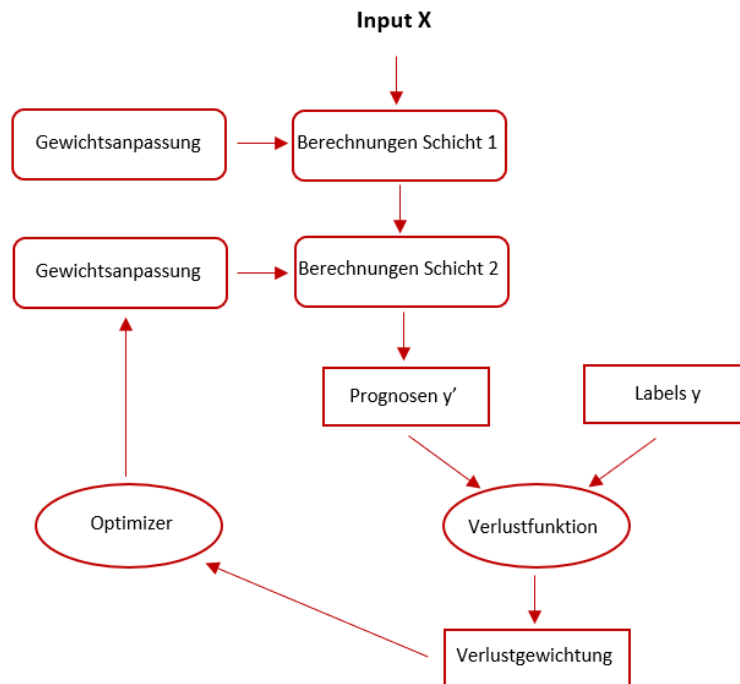 Input X
Gewichtsanpassung
Berechnungen Schicht 1
Gewichtsanpassung
Berechnungen Schicht 2
Prognosen y’
Labels y
Optimizer
Verlustfunktion
Verlustgewichtung